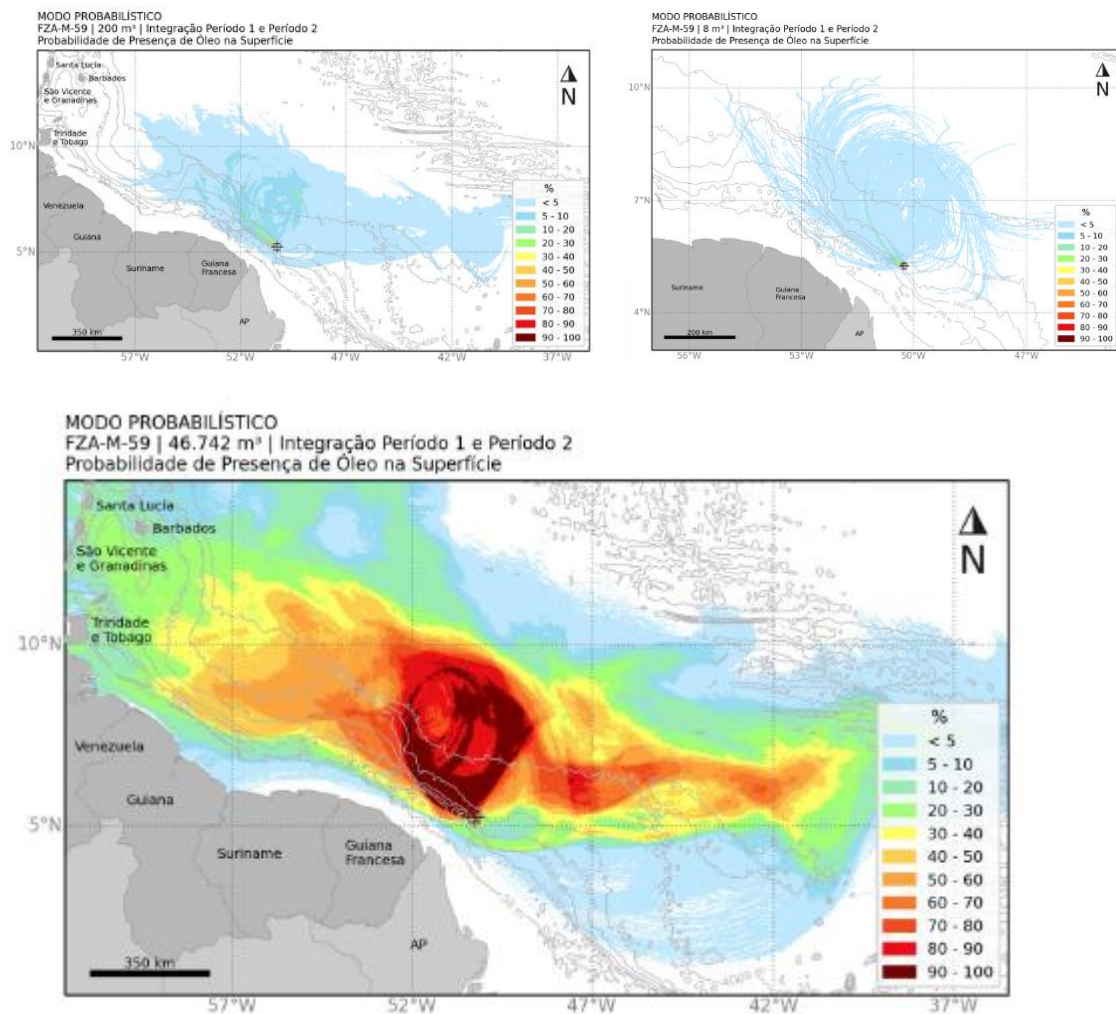 MODO PROBABILÍSTICO
FZA-M-59 | 200 m³ | Integração Período 1 e Período 2
Probabilidade de Presença de Óleo na Superfície
Santa Lucia
Barbados
São Vicente
e Granadinas
Trindade
e Tobago
10°N
Venezuela
Guiana
5°N
Suriname
Guiana
Francesa
AP
350 km
N
%
< 5
5 - 10
10 - 20
20 - 30
30 - 40
40 - 50
50 - 60
60 - 70
70 - 80
80 - 90
90 - 100
57°W
52°W
47°W
42°W
37°W
MODO PROBABILÍSTICO
FZA-M-59 | 8 m³ | Integração Período 1 e Período 2
Probabilidade de Presença de Óleo na Superfície
10°N
N
7°N
Suriname
Guiana
Francesa
4°N
AP
200 km
%
< 5
5 - 10
10 - 20
20 - 30
30 - 40
40 - 50
50 - 60
60 - 70
70 - 80
80 - 90
90 - 100
56°W
53°W
50°W
47°W
MODO PROBABILÍSTICO
FZA-M-59 | 46.742 m³ | Integração Período 1 e Período 2
Probabilidade de Presença de Óleo na Superfície
Santa Lucia
Barbados
São Vicente
e Granadinas
Trindade
e Tobago
10°N
Venezuela
Guiana
5°N
Suriname
Guiana
Francesa
AP
350 km
N
%
< 5
5 - 10
10 - 20
20 - 30
30 - 40
40 - 50
50 - 60
60 - 70
70 - 80
80 - 90
90 - 100
57°W
52°W
47°W
42°W
37°W